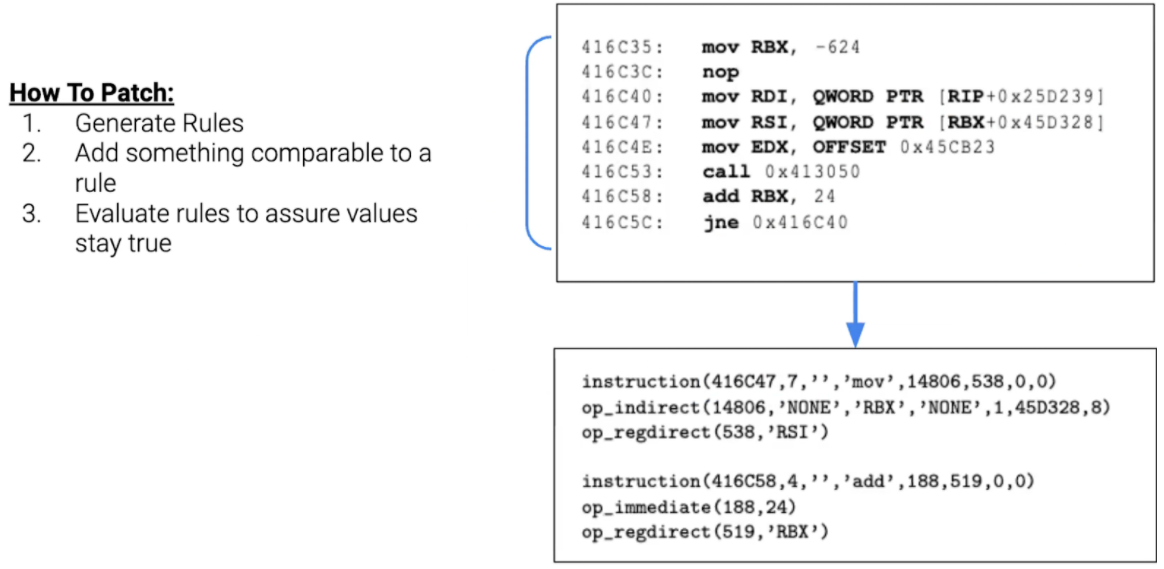 How To Patch:
1. Generate Rules
2. Add something comparable to a
rule
3. Evaluate rules to assure values
stay true
416C35: mov RBX, -624
416C3C: nop
416C40: mov RDI, QWORD PTR [RIP+0x25D239]
416C47: mov RSI, QWORD PTR [RBX+0x45D328]
416C4E: mov EDX, OFFSET 0x45CB23
416C53: call 0x413050
416C58: add RBX, 24
416C5C: jne 0x416C40
instruction(416C47,7,'','mov',14806,538,0,0)
op_indirect(14806,'NONE','RBX','NONE',1,45D328,8)
op_regdirect(538,'RSI')
instruction(416C58,4,'','add',188,519,0,0)
op_immediate(188,24)
op_regdirect(519,'RBX')